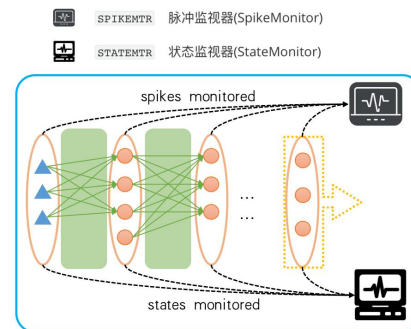 SPIKEMTR 脉冲监视器(SpikeMonitor)
STATEMTR 状态监视器(StateMonitor)
spikes monitored
...
...
states monitored